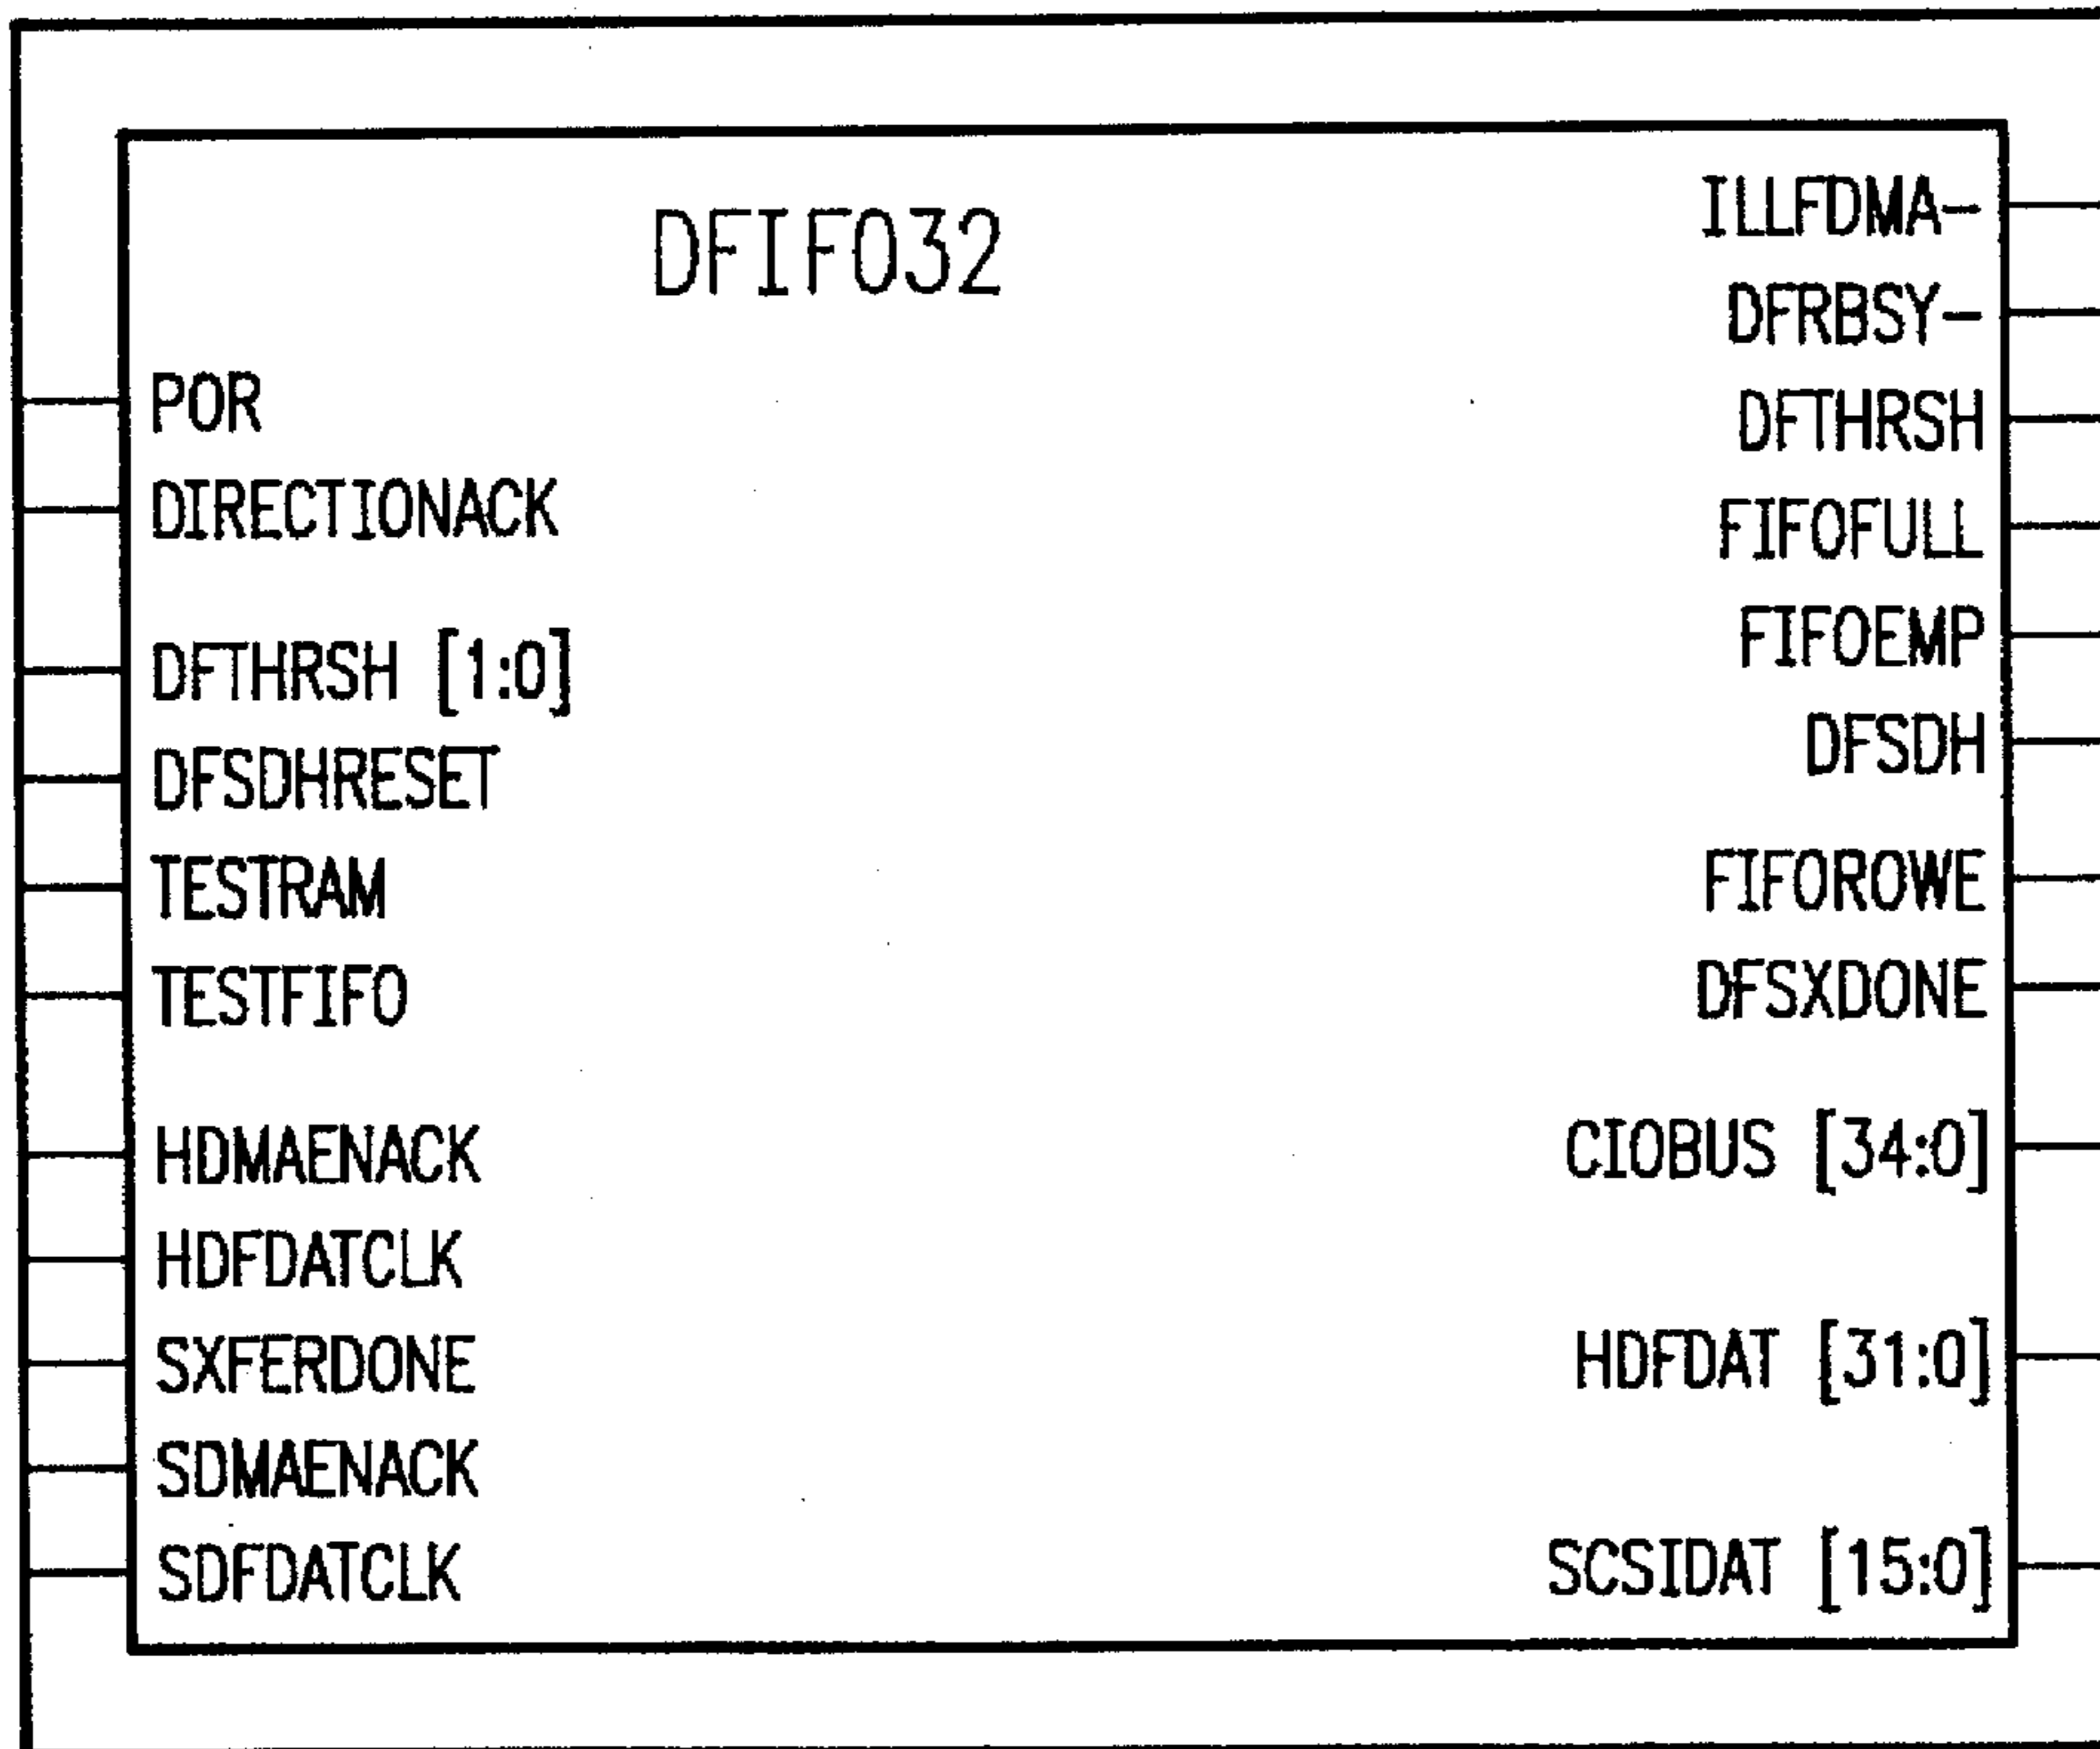 DFIFO32
POR
DIRECTIONACK
DFTHRSH [1:0]
DFSDHRESET
TESTRAM
TESTFIFO
HDMAENACK
HDFDATCLK
SXFERDONE
SDMAENACK
SDFDATCLK
ILLFDMA-
DFRBSY-
DFTHRSH
FIFOFULL
FIFOEMP
DFSDH
FIFOROWE
DFSXDONE
CIOBUS [34:0]
HDFDAT [31:0]
SCSIDAT [15:0]